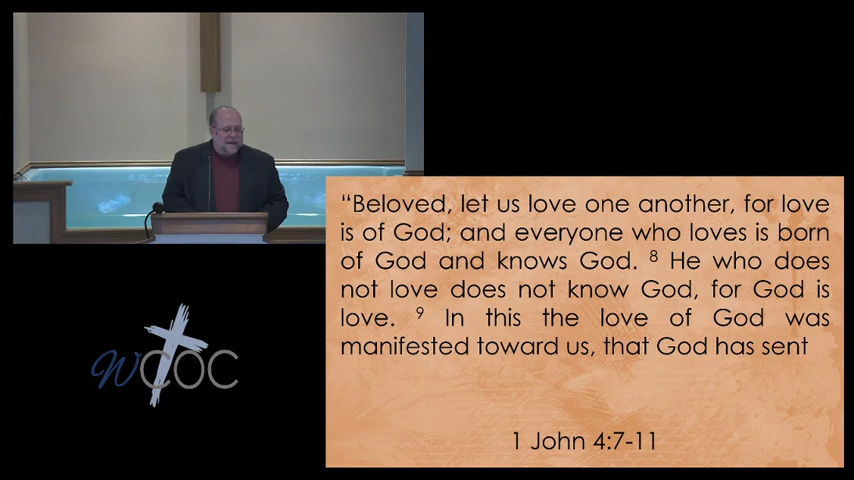 “Beloved, let us love one another, for love
is of God; and everyone who loves is born
of God and knows God. 8 He who does
not love does not know God, for God is
love. 9 In this the love of God was
manifested toward us, that God has sent
1 John 4:7-11
WCOC